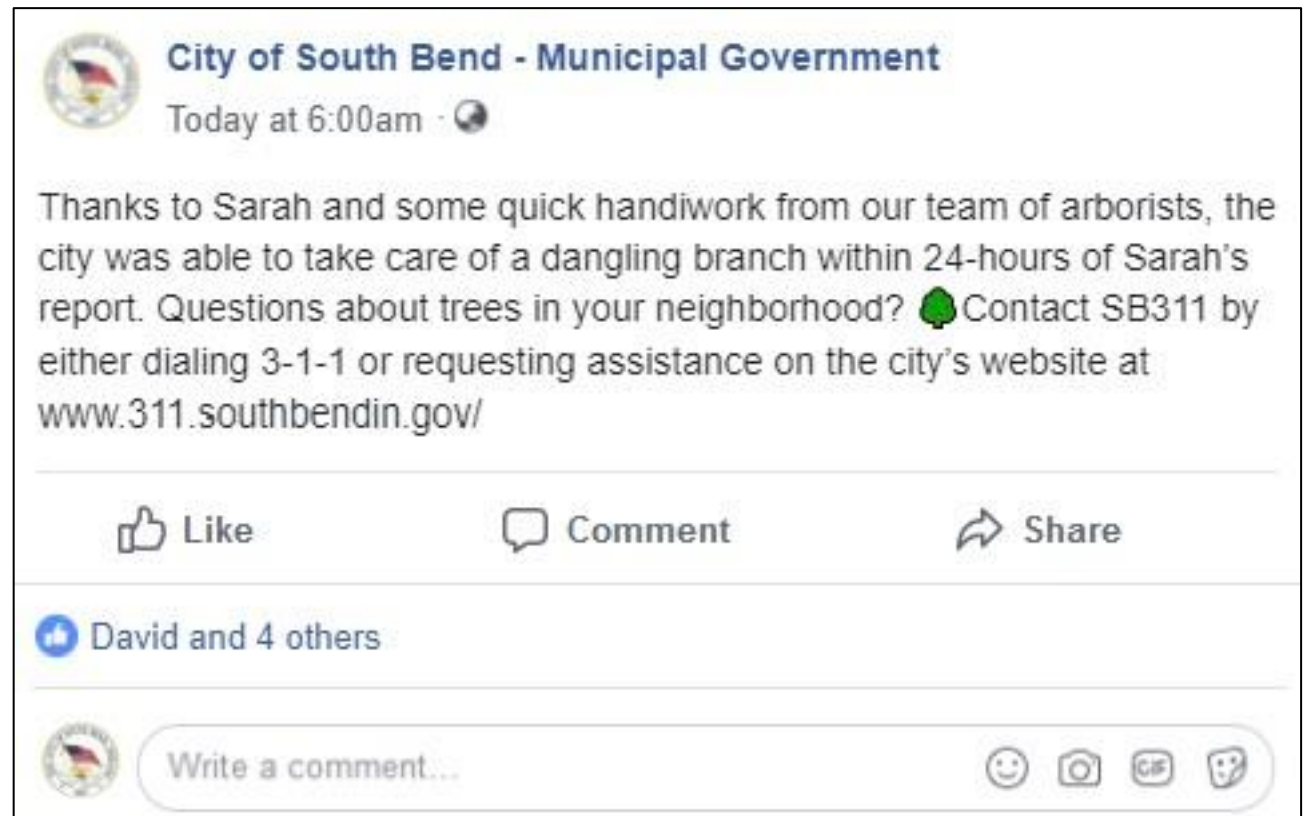 City of South Bend - Municipal Government
Today at 6:00am ·
Thanks to Sarah and some quick handiwork from our team of arborists, the
city was able to take care of a dangling branch within 24-hours of Sarah's
report. Questions about trees in your neighborhood? Contact SB311 by
either dialing 3-1-1 or requesting assistance on the city's website at
www.311.southbendin.gov/
Like Comment Share
David and 4 others
Write a comment... GIF